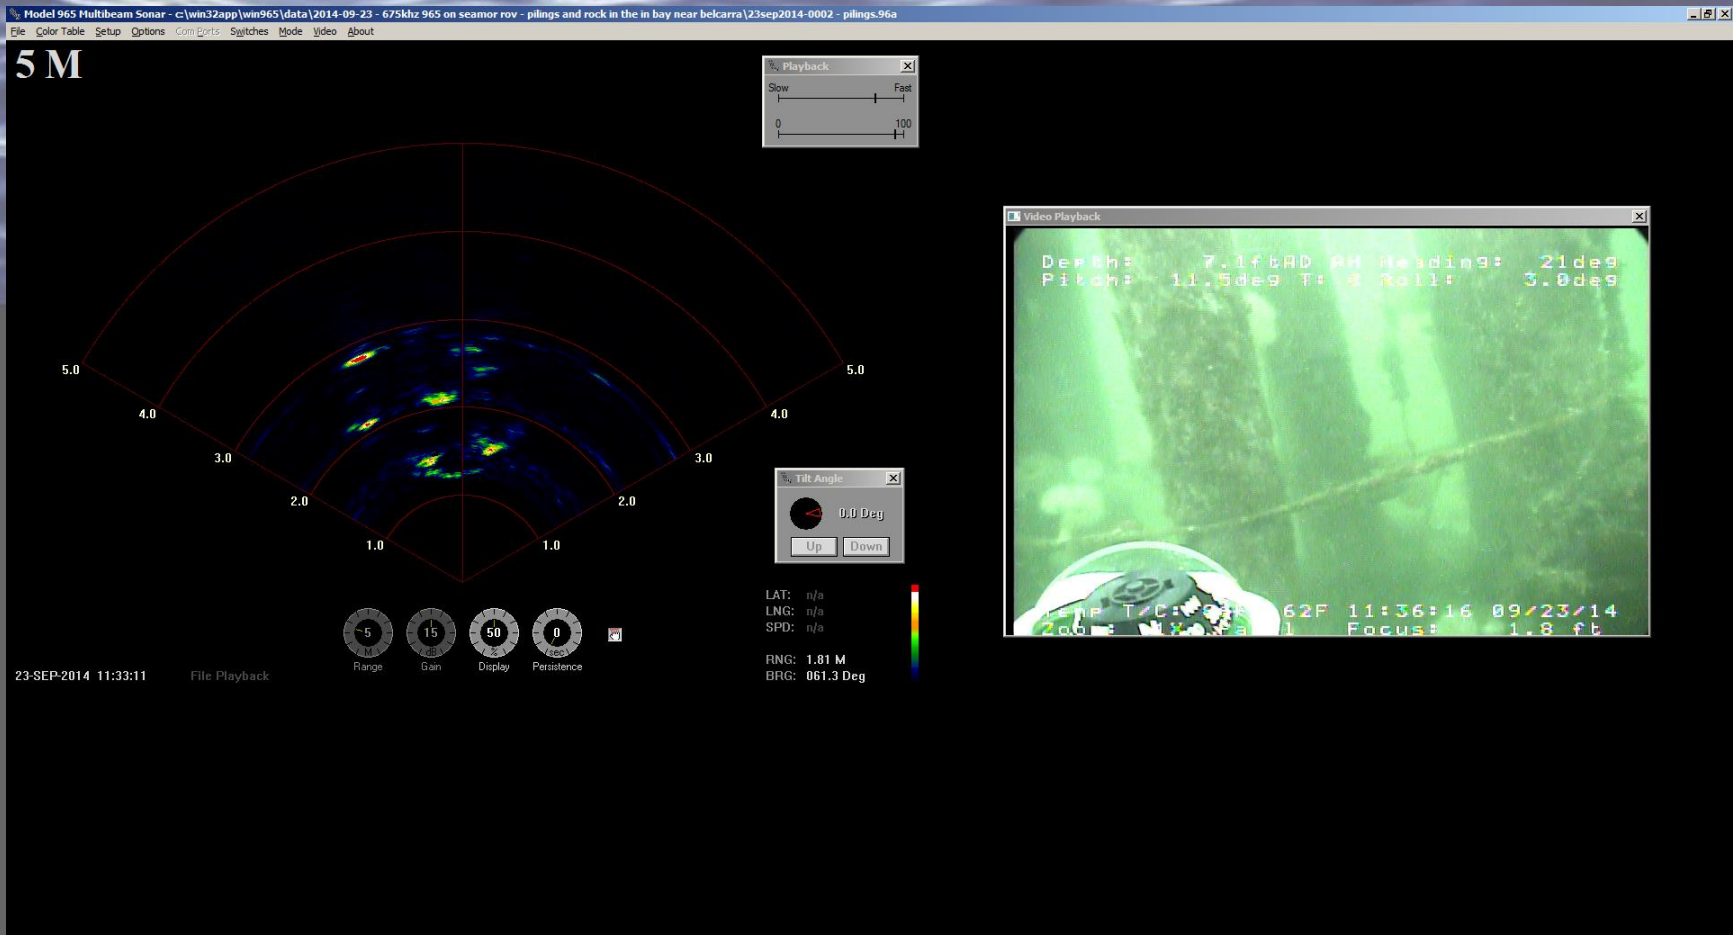 Model 965 Multibeam Sonar - c:\win32app\win965\data\2014-09-23 - 675khz 965 on seamor rov - pilings and rock in the in bay near belcarra\23sep2014-0002 - pilings.96a
File Color Table Setup Options Com Ports Switches Mode Video About
5 M
Playback
Slow Fast
0 100
Video Playback
Depth: 7.1ft Heading: 21deg
Pitch: 11.5deg T: Roll: 3.0deg
5.0 5.0
4.0 4.0
3.0 3.0
2.0 2.0
1.0 1.0
Tilt Angle
0.0 Deg
Up Down
LAT: n/a
LNG: n/a
SPD: n/a
RNG: 1.81 M
BRG: 061.3 Deg
5 15 50 0
M dB % sec
Range Gain Display Persistence
23-SEP-2014 11:33:11 File Playback
Temp T/C: 62F 11:36:16 09/23/14
Zoom: Focus: 1.8 ft